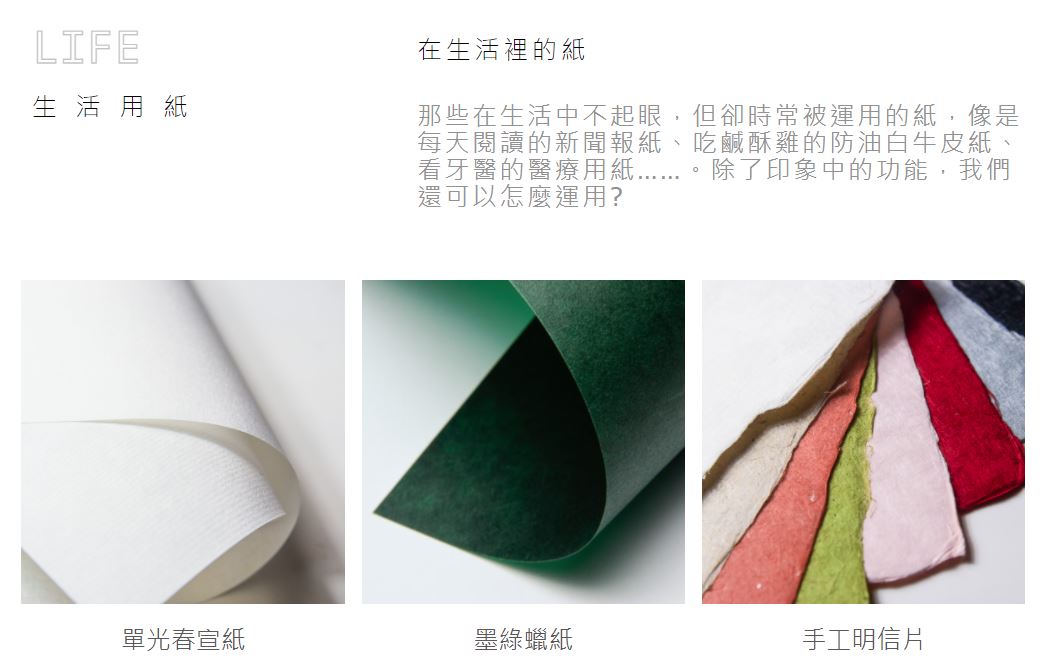 LIFE
生活用紙
在生活裡的紙
那些在生活中不起眼，但卻時常被運用的紙，像是
每天閱讀的新聞報紙、吃鹹酥雞的防油白牛皮紙、
看牙醫的醫療用紙……。除了印象中的功能，我們
還可以怎麼運用?
單光春宣紙
墨綠蠟紙
手工明信片